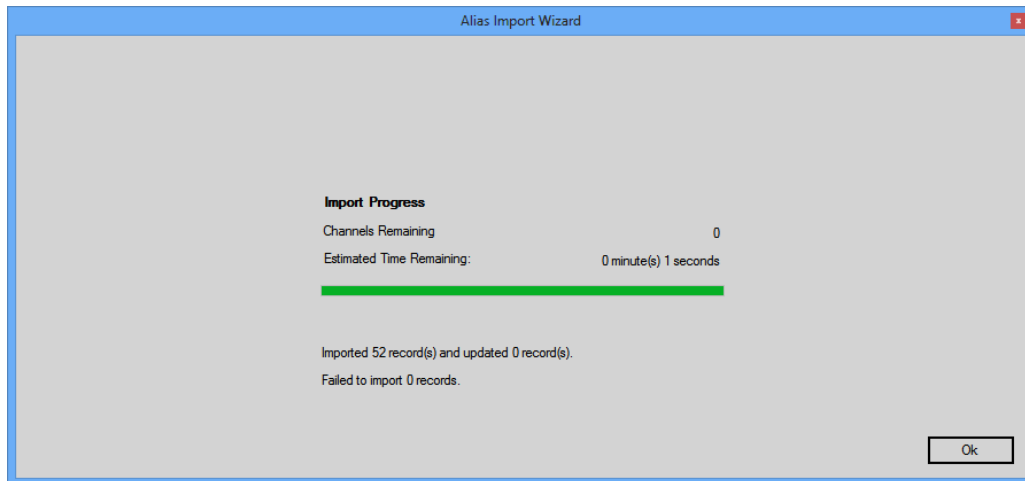 Alias Import Wizard
x
Import Progress
Channels Remaining 0
Estimated Time Remaining: 0 minute(s) 1 seconds
Imported 52 record(s) and updated 0 record(s).
Failed to import 0 records.
Ok